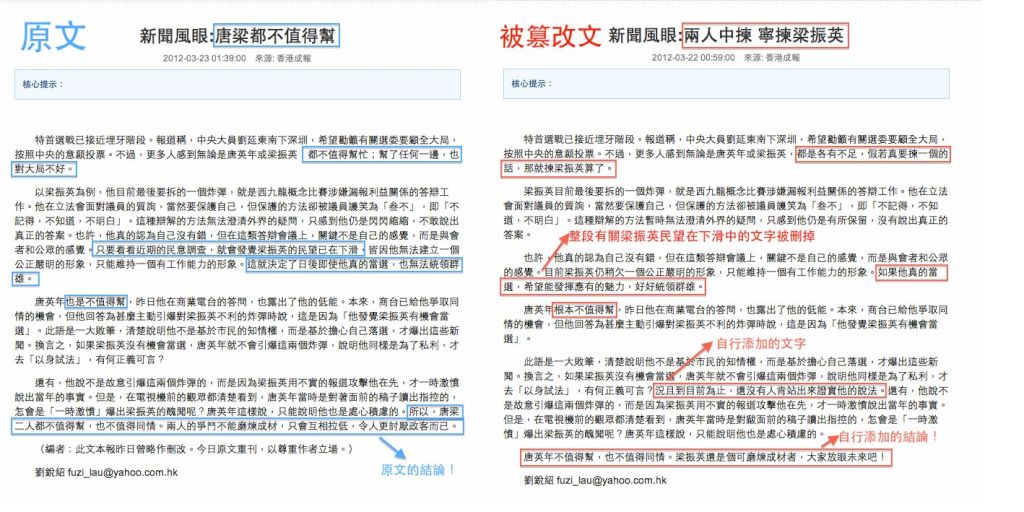 原文
新聞風眼:唐梁都不值得幫
2012-03-23 01:39:00 來源: 香港成報
核心提示：
特首選戰已接近埋牙階段。報道稱，中央大員劉延東南下深圳，希望勸籲有關選委要顧全大局，
按照中央的意願投票。不過，更多人感到無論是唐英年或梁振英 都不值得幫忙；幫了任何一邊，也
對大局不好。
以梁振英為例，他目前最後要拆的一個炸彈，就是西九龍概念比賽涉嫌漏報利益關係的答辯工
作。他在立法會面對議員的質詢，當然要保護自己，但保護的方法卻被議員譏笑為「叁不」，即「不
記得，不知道，不明白」。這種辯解的方法無法澄清外界的疑問，只感到他仍是閃閃縮縮，不敢說出
真正的答案。也許，他真的認為自己沒有錯，但在這類答辯會議上，關鍵不是自己的感覺，而是與會
者和公眾的感覺。只要看看近期的民意調查，就會發覺梁振英的民望已在下滑，皆因他無法建立一個
公正嚴明的形象，只能維持一個有工作能力的形象。這就決定了日後即使他真的當選，也無法統領群
雄。
唐英年也是不值得幫，昨日他在商業電台的答問，也露出了他的低能。本來，商台已給他爭取同
情的機會，但他回答為甚麼主動引爆對梁振英不利的炸彈時說，這是因為「他發覺梁振英有機會當
選」。此語是一大敗筆，清楚說明他不是基於市民的知情權，而是基於擔心自己落選，才爆出這些新
聞。換言之，如果梁振英沒有機會當選，唐英年就不會引爆這兩個炸彈，說明他同樣是為了私利，才
去「以身試法」，有何正義可言？
還有，他說不是故意引爆這兩個炸彈的，而是因為梁振英用不實的報道攻擊他在先，才一時激憤
說出當年的事實。但是，在電視機前的觀眾都清楚看到，唐英年當時是對著面前的稿子讀出指控的，
怎會是「一時激憤」爆出梁振英的醜聞呢？唐英年這樣說，只能說明他也是處心積慮的。所以，唐梁
二人都不值得幫，也不值得同情。兩人的爭鬥不能磨煉成材，只會互相拉低，令人更討厭政客而已。
（編者：此文本報昨日曾略作刪改。今日原文重刊，以尊重作者立場。）
原文的結論！
劉銳紹 fuzi_lau@yahoo.com.hk
被篡改文
新聞風眼:兩人中揀 寧揀梁振英
2012-03-22 00:59:00 來源: 香港成報
核心提示：
特首選戰已接近埋牙階段。報道稱，中央大員劉延東南下深圳，希望勸籲有關選委要顧全大局，
按照中央的意願投票。不過，更多人感到無論是唐英年或梁振英，都是各有不足，假若真要揀一個的
話，那就揀梁振英算了。
梁振英目前最後要拆的一個炸彈，就是西九龍概念比賽涉嫌漏報利益關係的答辯工作。他在立法
會面對議員的質詢，當然要保護自己，但保護的方法卻被議員譏笑為「叁不」，即「不記得，不知
道，不明白」。這種辯解的方法暫時無法澄清外界的疑問，只感到他仍是有所保留，沒有說出真正的
答案。
整段有關梁振英民望在下滑中的文字被刪掉
也許，他真的認為自己沒有錯，但在這類答辯會議上，關鍵不是自己的感覺，而是與會者和公眾
的感覺。目前梁振英仍稍欠一個公正嚴明的形象，只能維持一個有工作能力的形象。如果他真的當
選，希望能發揮應有的魅力，好好統領群雄。
唐英年根本不值得幫，昨日他在商業電台的答問，也露出了他的低能。本來，商台已給他爭取同
情的機會，但他回答為甚麼主動引爆對梁振英不利的炸彈時說，這是因為「他發覺梁振英有機會當
選」。
自行添加的文字
此語是一大敗筆，清楚說明他不是基於市民的知情權，而是基於擔心自己落選，才爆出這些新
聞。換言之，如果梁振英沒有機會當選，唐英年就不會引爆這兩個炸彈，說明他同樣是為了私利，才
去「以身試法」，有何正義可言？況且到目前為止，還沒有人肯站出來證實他的說法。還有，他說不
是故意引爆這兩個炸彈的，而是因為梁振英用不實的報道攻擊他在先，才一時激憤說出當年的事實。
但是，在電視機前的觀眾都清楚看到，唐英年當時是對著面前的稿子讀出指控的，怎會是「一時激
憤」爆出梁振英的醜聞呢？唐英年這樣說，只能說明他也是處心積慮的。
自行添加的結論！
唐英年不值得幫，也不值得同情。梁振英還是個可磨煉成材者，大家放眼未來吧！
劉銳紹 fuzi_lau@yahoo.com.hk